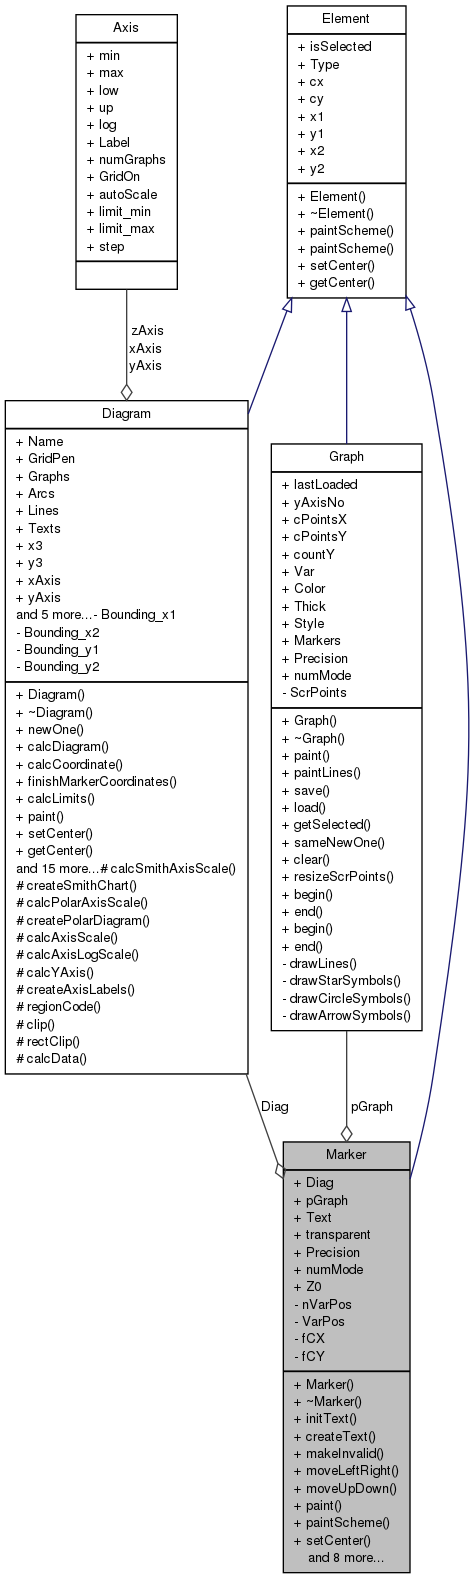 Axis
+ min
+ max
+ low
+ up
+ log
+ Label
+ numGraphs
+ GridOn
+ autoScale
+ limit_min
+ limit_max
+ step
Element
+ isSelected
+ Type
+ cx
+ cy
+ x1
+ y1
+ x2
+ y2
+ Element()
+ ~Element()
+ paintScheme()
+ paintScheme()
+ setCenter()
+ getCenter()
zAxis
xAxis
yAxis
Diagram
+ Name
+ GridPen
+ Graphs
+ Arcs
+ Lines
+ Texts
+ x3
+ y3
+ xAxis
+ yAxis
and 5 more...- Bounding_x1
- Bounding_x2
- Bounding_y1
- Bounding_y2
+ Diagram()
+ ~Diagram()
+ newOne()
+ calcDiagram()
+ calcCoordinate()
+ finishMarkerCoordinates()
+ calcLimits()
+ paint()
+ setCenter()
+ getCenter()
and 15 more...# calcSmithAxisScale()
# createSmithChart()
# calcPolarAxisScale()
# createPolarDiagram()
# calcAxisScale()
# calcAxisLogScale()
# calcYAxis()
# createAxisLabels()
# regionCode()
# clip()
# rectClip()
# calcData()
Graph
+ lastLoaded
+ yAxisNo
+ cPointsX
+ cPointsY
+ countY
+ Var
+ Color
+ Thick
+ Style
+ Markers
+ Precision
+ numMode
- ScrPoints
+ Graph()
+ ~Graph()
+ paint()
+ paintLines()
+ save()
+ load()
+ getSelected()
+ sameNewOne()
+ clear()
+ resizeScrPoints()
+ begin()
+ end()
+ begin()
+ end()
- drawLines()
- drawStarSymbols()
- drawCircleSymbols()
- drawArrowSymbols()
Diag
pGraph
Marker
+ Diag
+ pGraph
+ Text
+ transparent
+ Precision
+ numMode
+ Z0
- nVarPos
- VarPos
- fCX
- fCY
+ Marker()
+ ~Marker()
+ initText()
+ createText()
+ makeInvalid()
+ moveLeftRight()
+ moveUpDown()
+ paint()
+ paintScheme()
+ setCenter()
and 8 more...